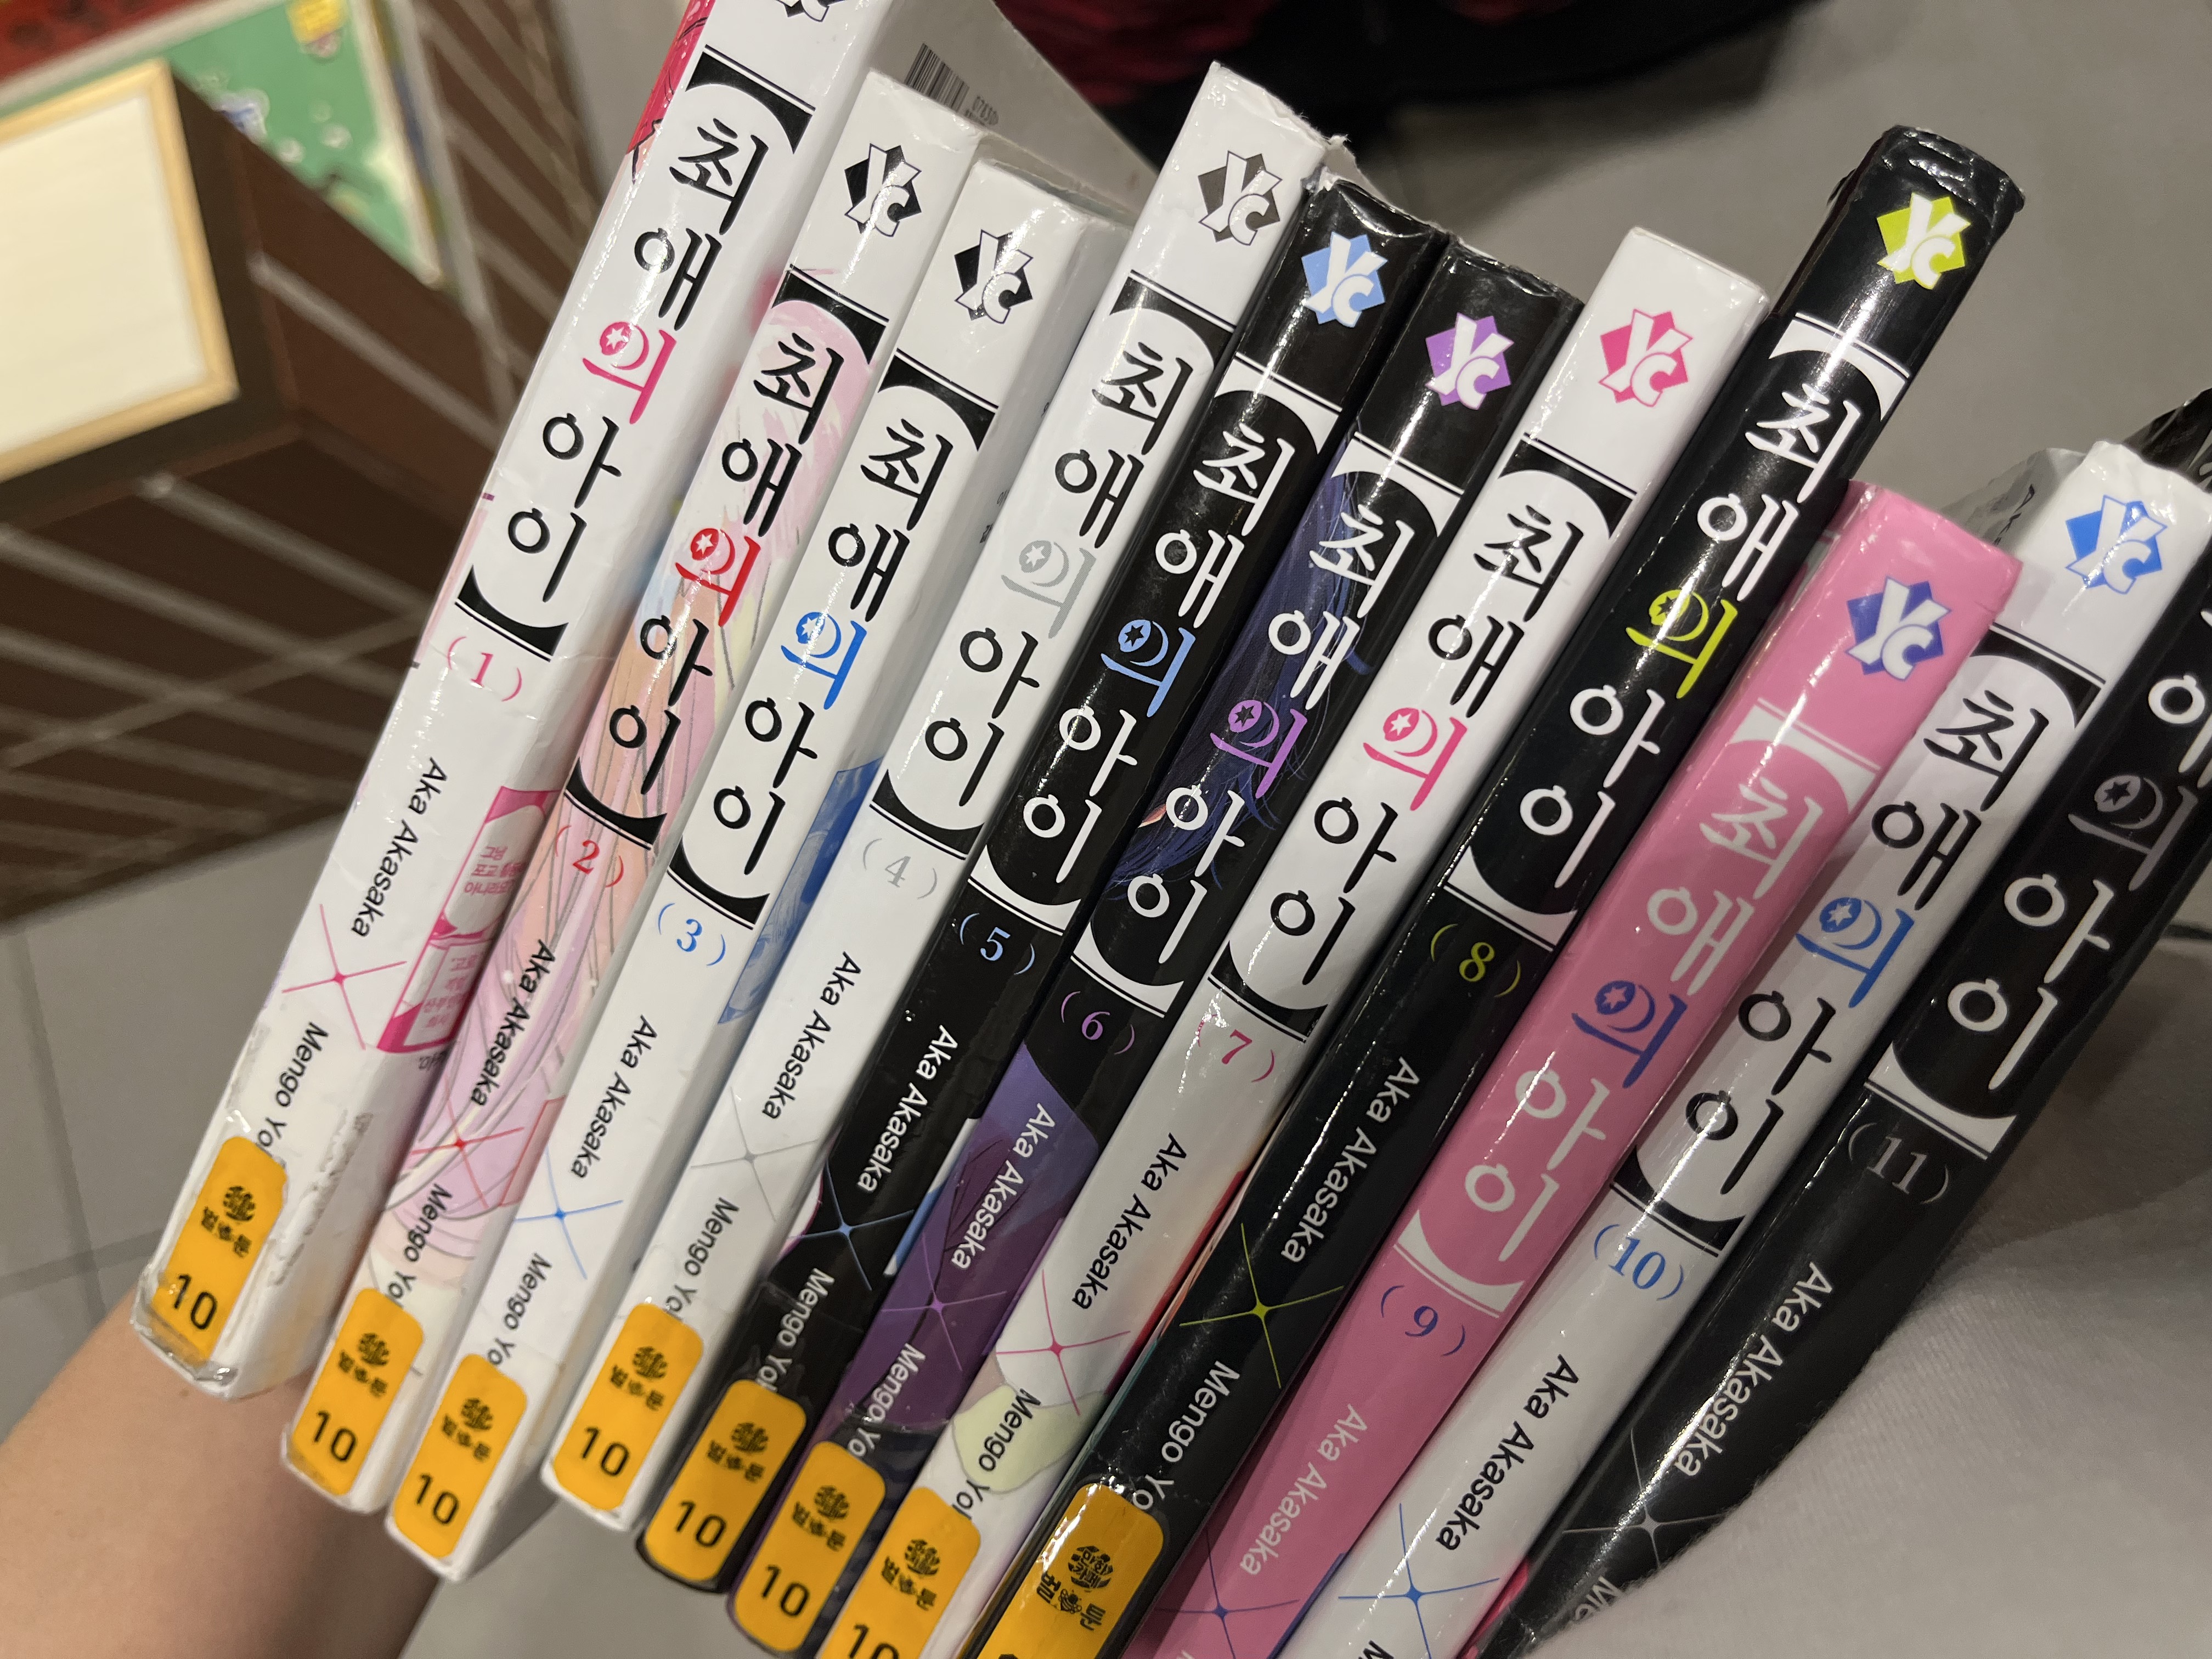 【최애의 아이】 (1) Aka Akasaka Mengo Yo 10
【최애의 아이】 (2) Aka Akasaka Mengo Yo 10
【최애의 아이】 (3) Aka Akasaka Mengo Yo 10
【최애의 아이】 (4) Aka Akasaka Mengo Yo 10
【최애의 아이】 (5) Aka Akasaka Mengo Yok 10
【최애의 아이】 (6) Aka Akasaka Mengo Yo 10
【최애의 아이】 (7) Aka Akasaka Mengo Yo 10
【최애의 아이】 (8) Aka Akasaka Mengo Yo
【최애의 아이】 (9) Aka Akasaka
【최애의 아이】 (10) Aka Akasaka M
의 아이】 (11) Aka Akasaka Me